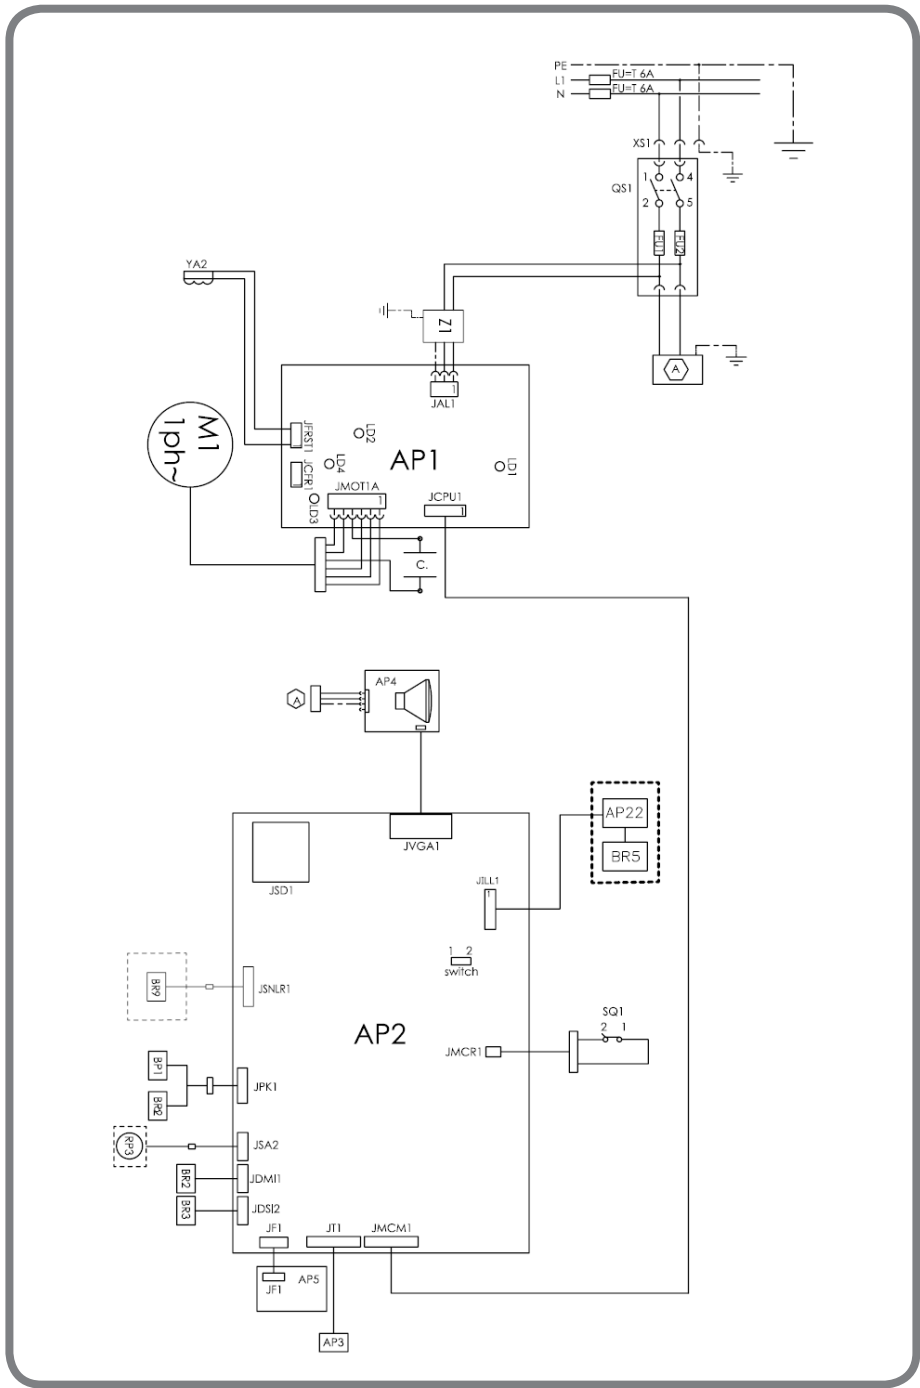 PE
L1 FU=T 6A
N FU=T 6A
XS1
QS1
1 4
2 5
FU1 FU2
YA2
Z1
A
1
JAL1
M1
1ph~
JFRST1
LD2
LD4
AP1
LD1
JCFR1
JMOT1A
1
LD3
JCPU1
1
C.
AP4
A
AP22
BR5
JVGA1
JSD1
JILL1
1
1 2
switch
BR9
JSNLR1
AP2
SQ1
2 1
JMCR1
BP1
JPK1
BR2
RP3
JSA2
BR2
JDMI1
BR3
JDSI2
JF1
JT1
JMCM1
JF1
AP5
AP3